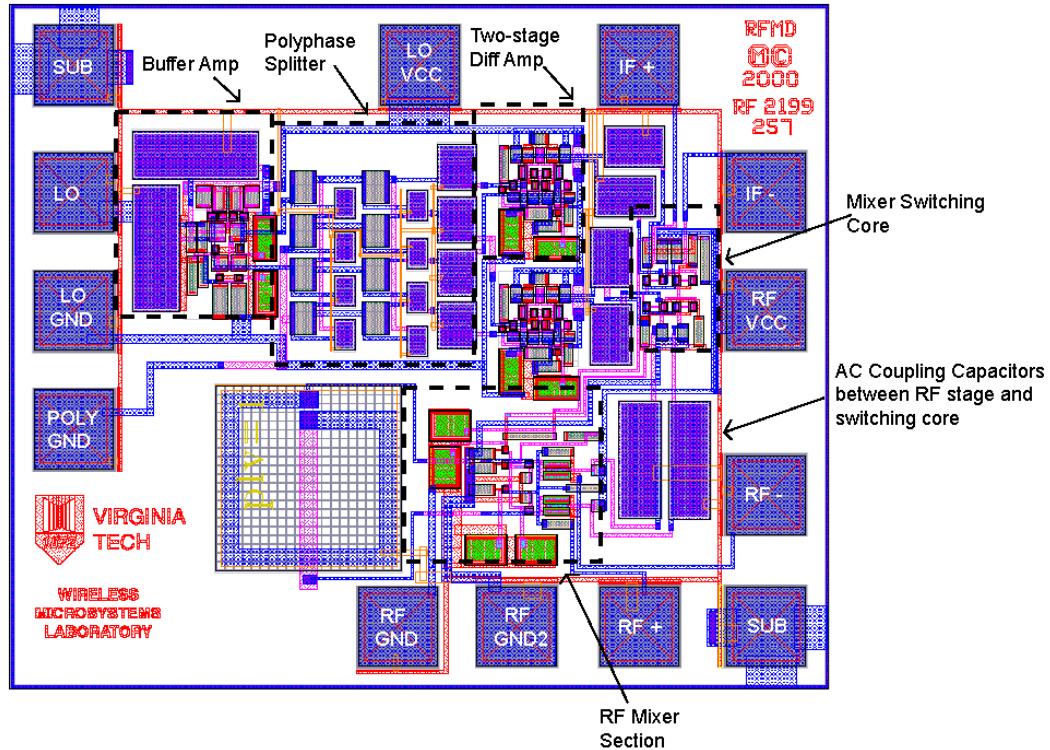 Buffer Amp
Polyphase
Splitter
Two-stage
Diff Amp
SUB
LO
VCC
IF +
RFMD
MC
2000
RF 2199
257
LO
IF -
Mixer Switching
Core
LO
GND
RF
VCC
AC Coupling Capacitors
between RF stage and
switching core
POLY
GND
RF -
VIRGINIA
TECH
WIRELESS
MICROSYSTEMS
LABORATORY
RF
GND
RF
GND2
RF +
SUB
RF Mixer
Section